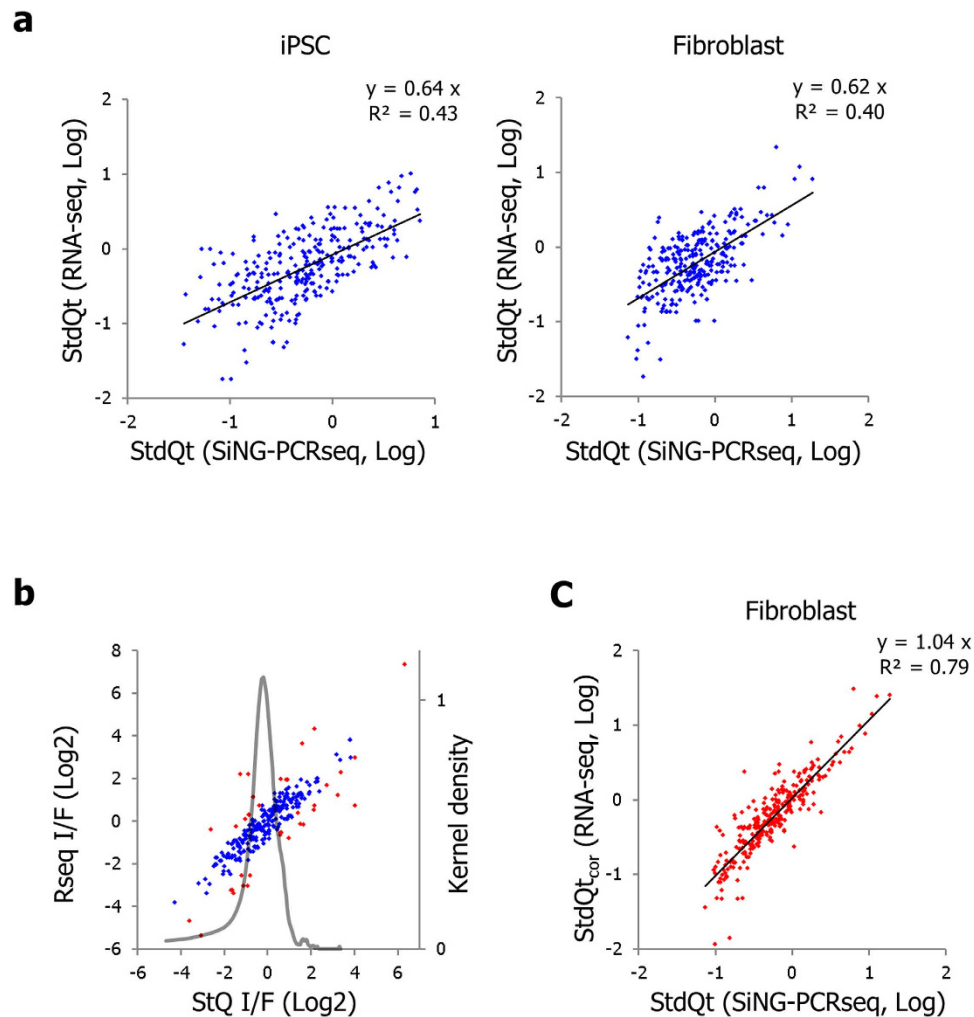 a
iPSC
y = 0.64 x
R² = 0.43
2
1
0
-1
-2
-2
-1
0
1
StdQt (RNA-seq, Log)
StdQt (SiNG-PCRseq, Log)
Fibroblast
y = 0.62 x
R² = 0.40
2
1
0
-1
-2
-2
-1
0
1
2
StdQt (RNA-seq, Log)
StdQt (SiNG-PCRseq, Log)
b
8
6
4
2
0
-2
-4
-6
-6
-4
-2
0
2
4
6
1
0
Rseq I/F (Log2)
Kernel density
StQ I/F (Log2)
C
Fibroblast
y = 1.04 x
R² = 0.79
2
1
0
-1
-2
-2
-1
0
1
2
StdQtcor (RNA-seq, Log)
StdQt (SiNG-PCRseq, Log)